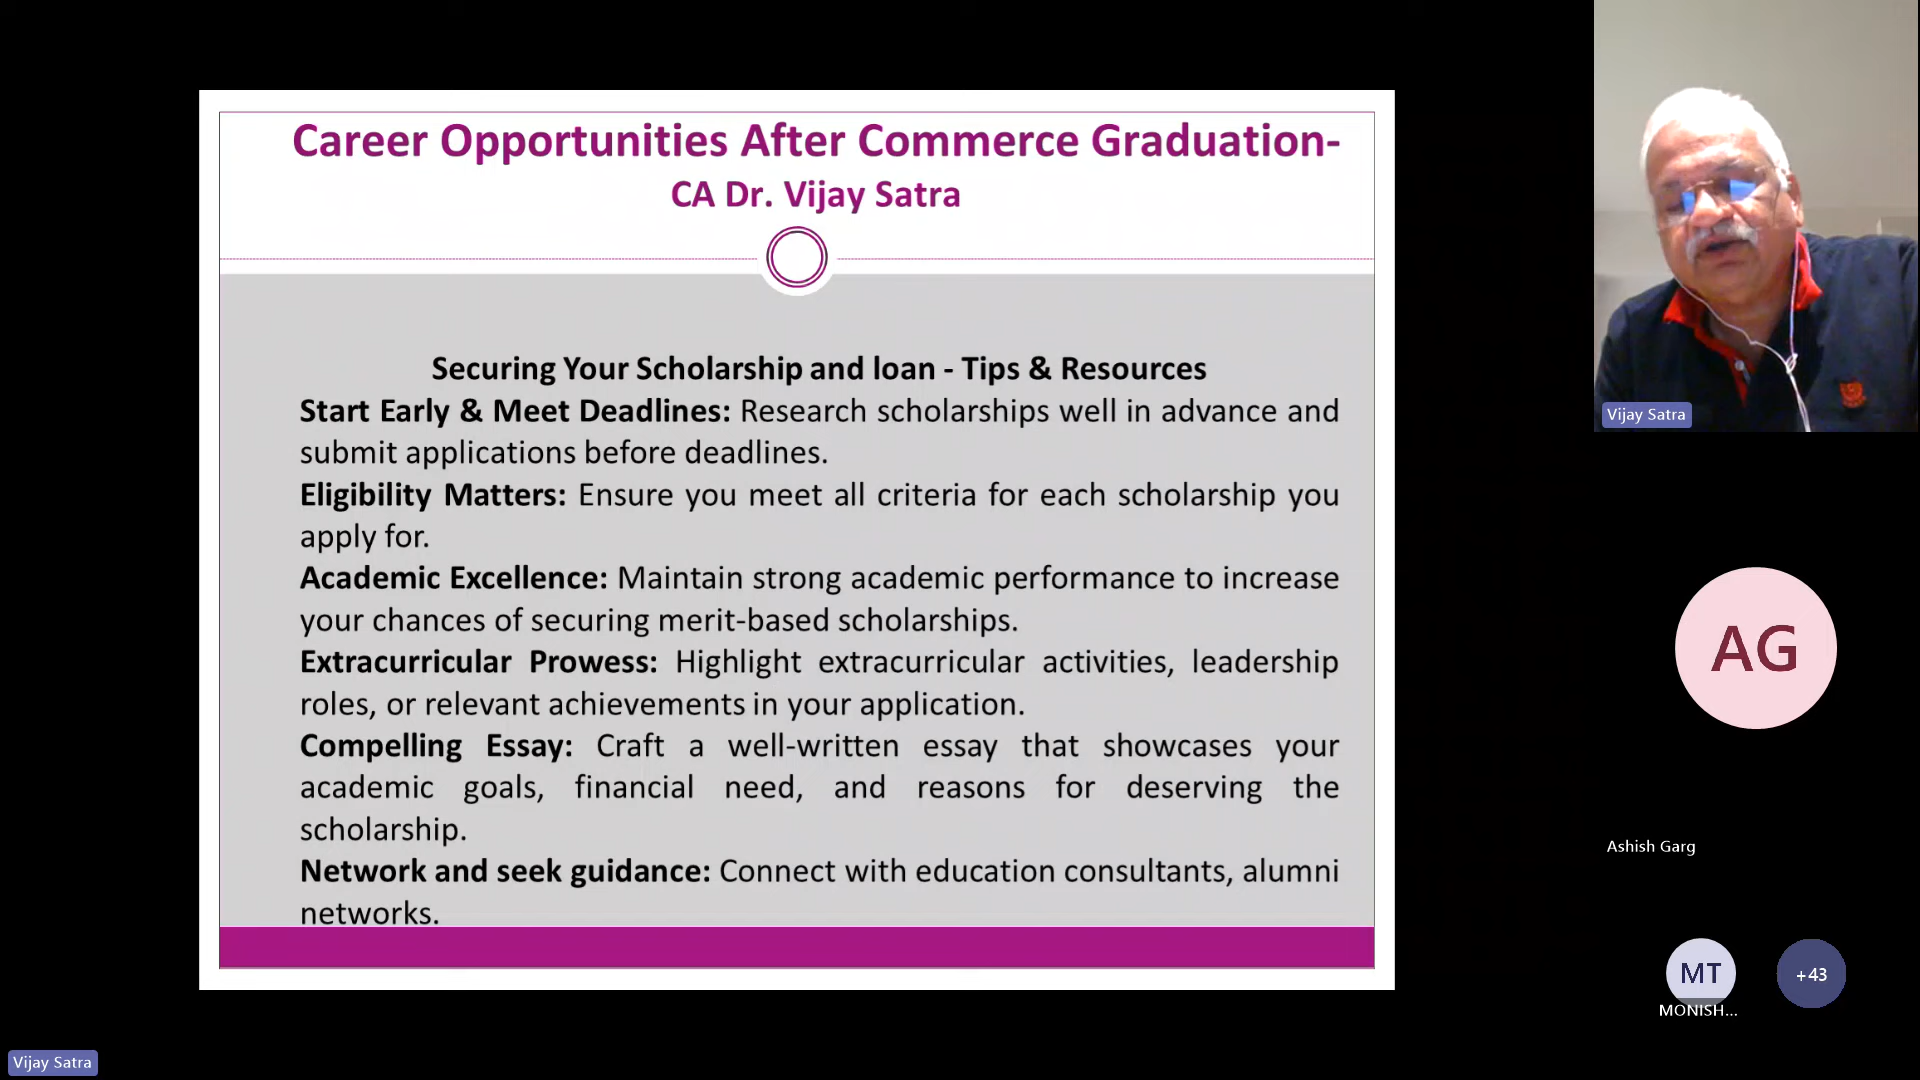 Career Opportunities After Commerce Graduation-
CA Dr. Vijay Satra
Securing Your Scholarship and loan - Tips & Resources
Start Early & Meet Deadlines: Research scholarships well in advance and
submit applications before deadlines.
Eligibility Matters: Ensure you meet all criteria for each scholarship you
apply for.
Academic Excellence: Maintain strong academic performance to increase
your chances of securing merit-based scholarships.
Extracurricular Prowess: Highlight extracurricular activities, leadership
roles, or relevant achievements in your application.
Compelling Essay: Craft a well-written essay that showcases your
academic goals, financial need, and reasons for deserving the
scholarship.
Network and seek guidance: Connect with education consultants, alumni
networks.
Vijay Satra
AG
Ashish Garg
MT
+43
MONISH...
Vijay Satra